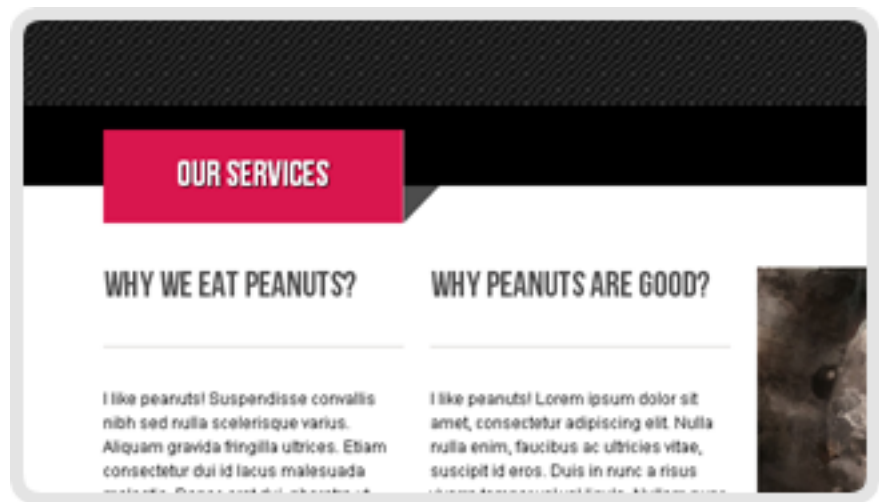 OUR SERVICES
WHY WE EAT PEANUTS?
I like peanuts! Suspendisse convallis
nibh sed nulla scelerisque varius.
Aliquam gravida fringilla ultrices. Etiam
consectetur dui id lacus malesuada
WHY PEANUTS ARE GOOD?
I like peanuts! Lorem ipsum dolor sit
amet, consectetur adipiscing elit. Nulla
nulla enim, faucibus ac ultricies vitae,
suscipit id eros. Duis in nunc a risus